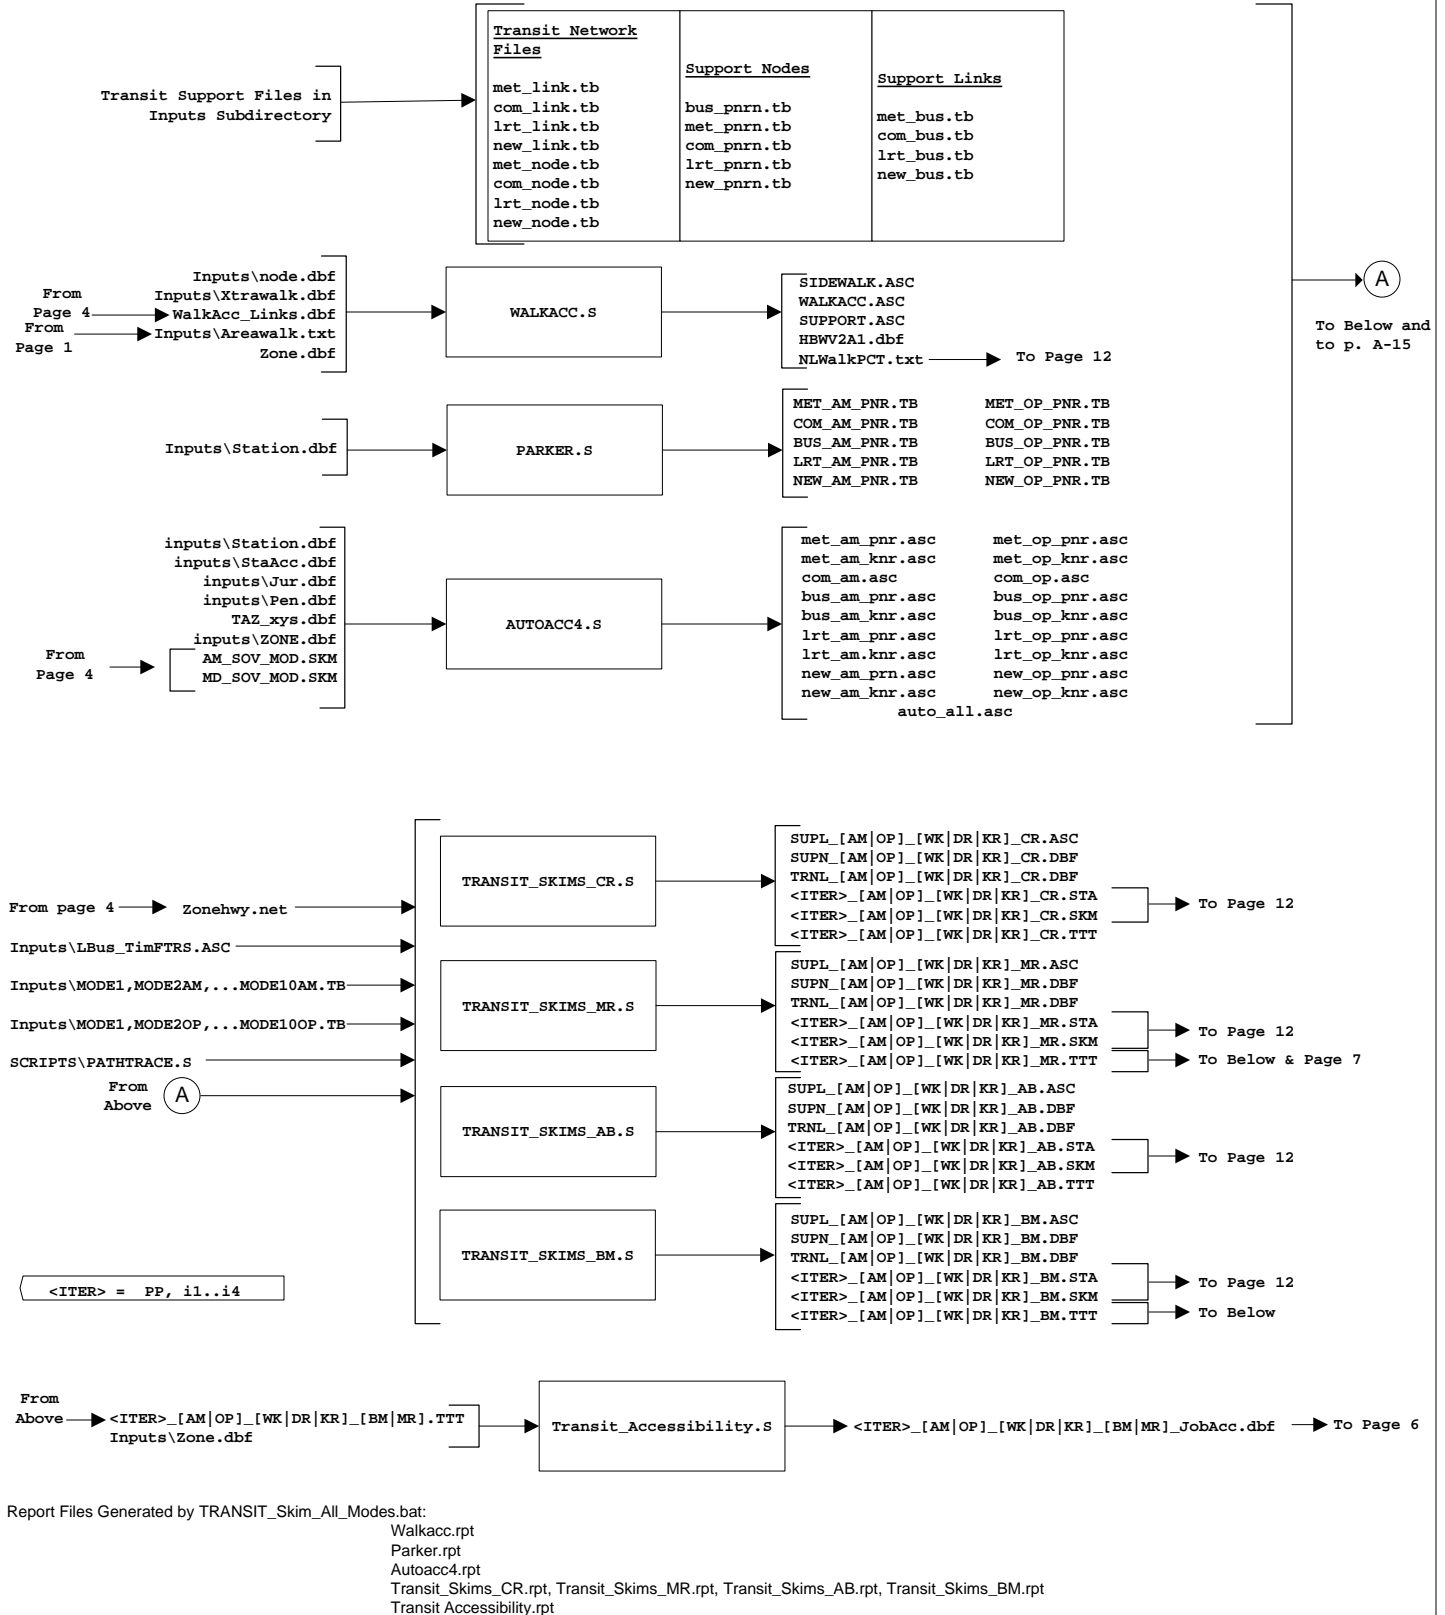 Transit Support Files in
Inputs Subdirectory
Transit Network
Files
met_link.tb
com_link.tb
lrt_link.tb
new_link.tb
met_node.tb
com_node.tb
lrt_node.tb
new_node.tb
Support Nodes
bus_pnrn.tb
met_pnrn.tb
com_pnrn.tb
lrt_pnrn.tb
new_pnrn.tb
Support Links
met_bus.tb
com_bus.tb
lrt_bus.tb
new_bus.tb
From
Page 4
From
Page 1
Inputs\node.dbf
Inputs\Xtrawalk.dbf
WalkAcc_Links.dbf
Inputs\Areawalk.txt
Zone.dbf
WALKACC.S
SIDEWALK.ASC
WALKACC.ASC
SUPPORT.ASC
HBWV2A1.dbf
NLWalkPCT.txt
To Page 12
A
To Below and
to p. A-15
Inputs\Station.dbf
PARKER.S
MET_AM_PNR.TB MET_OP_PNR.TB
COM_AM_PNR.TB COM_OP_PNR.TB
BUS_AM_PNR.TB BUS_OP_PNR.TB
LRT_AM_PNR.TB LRT_OP_PNR.TB
NEW_AM_PNR.TB NEW_OP_PNR.TB
inputs\Station.dbf
inputs\StaAcc.dbf
inputs\Jur.dbf
inputs\Pen.dbf
TAZ_xys.dbf
inputs\ZONE.dbf
AM_SOV_MOD.SKM
MD_SOV_MOD.SKM
From
Page 4
AUTOACC4.S
met_am_pnr.asc met_op_pnr.asc
met_am_knr.asc met_op_knr.asc
com_am.asc com_op.asc
bus_am_pnr.asc bus_op_pnr.asc
bus_am_knr.asc bus_op_knr.asc
lrt_am_pnr.asc lrt_op_pnr.asc
lrt_am.knr.asc lrt_op_knr.asc
new_am_prn.asc new_op_pnr.asc
new_am_knr.asc new_op_knr.asc
auto_all.asc
From page 4
Zonehwy.net
Inputs\LBus_TimFTRS.ASC
Inputs\MODE1,MODE2AM,...MODE10AM.TB
Inputs\MODE1,MODE2OP,...MODE10OP.TB
SCRIPTS\PATHTRACE.S
From
Above
A
<ITER> = PP, i1..i4
TRANSIT_SKIMS_CR.S
SUPL_[AM|OP]_[WK|DR|KR]_CR.ASC
SUPN_[AM|OP]_[WK|DR|KR]_CR.DBF
TRNL_[AM|OP]_[WK|DR|KR]_CR.DBF
<ITER>_[AM|OP]_[WK|DR|KR]_CR.STA
<ITER>_[AM|OP]_[WK|DR|KR]_CR.SKM
<ITER>_[AM|OP]_[WK|DR|KR]_CR.TTT
To Page 12
TRANSIT_SKIMS_MR.S
SUPL_[AM|OP]_[WK|DR|KR]_MR.ASC
SUPN_[AM|OP]_[WK|DR|KR]_MR.DBF
TRNL_[AM|OP]_[WK|DR|KR]_MR.DBF
<ITER>_[AM|OP]_[WK|DR|KR]_MR.STA
<ITER>_[AM|OP]_[WK|DR|KR]_MR.SKM
<ITER>_[AM|OP]_[WK|DR|KR]_MR.TTT
To Page 12
To Below & Page 7
TRANSIT_SKIMS_AB.S
SUPL_[AM|OP]_[WK|DR|KR]_AB.ASC
SUPN_[AM|OP]_[WK|DR|KR]_AB.DBF
TRNL_[AM|OP]_[WK|DR|KR]_AB.DBF
<ITER>_[AM|OP]_[WK|DR|KR]_AB.STA
<ITER>_[AM|OP]_[WK|DR|KR]_AB.SKM
<ITER>_[AM|OP]_[WK|DR|KR]_AB.TTT
To Page 12
TRANSIT_SKIMS_BM.S
SUPL_[AM|OP]_[WK|DR|KR]_BM.ASC
SUPN_[AM|OP]_[WK|DR|KR]_BM.DBF
TRNL_[AM|OP]_[WK|DR|KR]_BM.DBF
<ITER>_[AM|OP]_[WK|DR|KR]_BM.STA
<ITER>_[AM|OP]_[WK|DR|KR]_BM.SKM
<ITER>_[AM|OP]_[WK|DR|KR]_BM.TTT
To Page 12
To Below
From
Above
<ITER>_[AM|OP]_[WK|DR|KR]_[BM|MR].TTT
Inputs\Zone.dbf
Transit_Accessibility.S
<ITER>_[AM|OP]_[WK|DR|KR]_[BM|MR]_JobAcc.dbf
To Page 6
Report Files Generated by TRANSIT_Skim_All_Modes.bat:
Walkacc.rpt
Parker.rpt
Autoacc4.rpt
Transit_Skims_CR.rpt, Transit_Skims_MR.rpt, Transit_Skims_AB.rpt, Transit_Skims_BM.rpt
Transit Accessibility.rpt